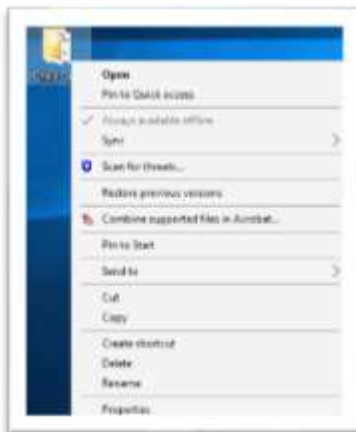 Open
Pin to Quick access
Always available offline
Sync
Scan for threats...
Restore previous versions
Combine supported files in Acrobat...
Pin to Start
Send to
Cut
Copy
Create shortcut
Delete
Rename
Properties